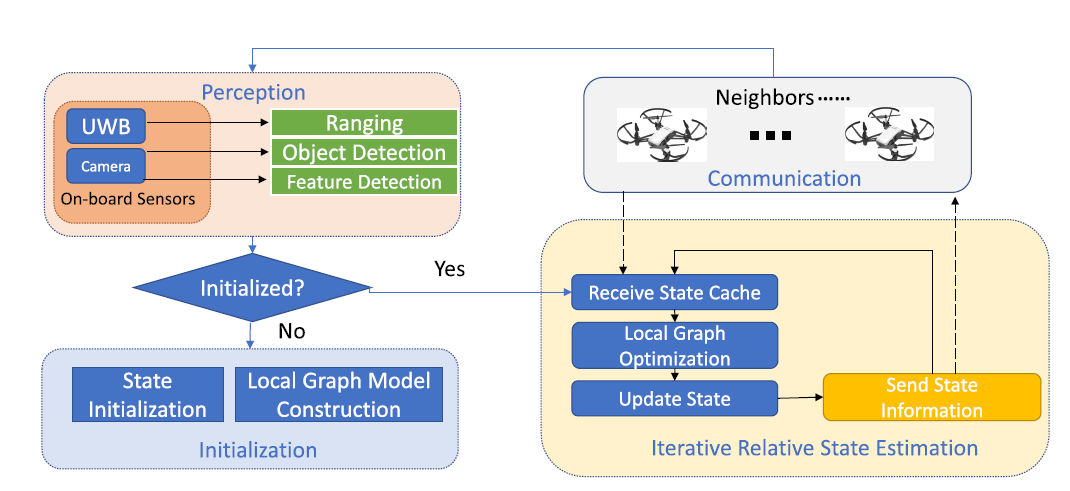 Perception
UWB
Camera
On-board Sensors
Ranging
Object Detection
Feature Detection
Neighbors ······
Communication
Initialized?
Yes
No
State
Initialization
Local Graph Model
Construction
Initialization
Receive State Cache
Local Graph
Optimization
Update State
Send State
Information
Iterative Relative State Estimation